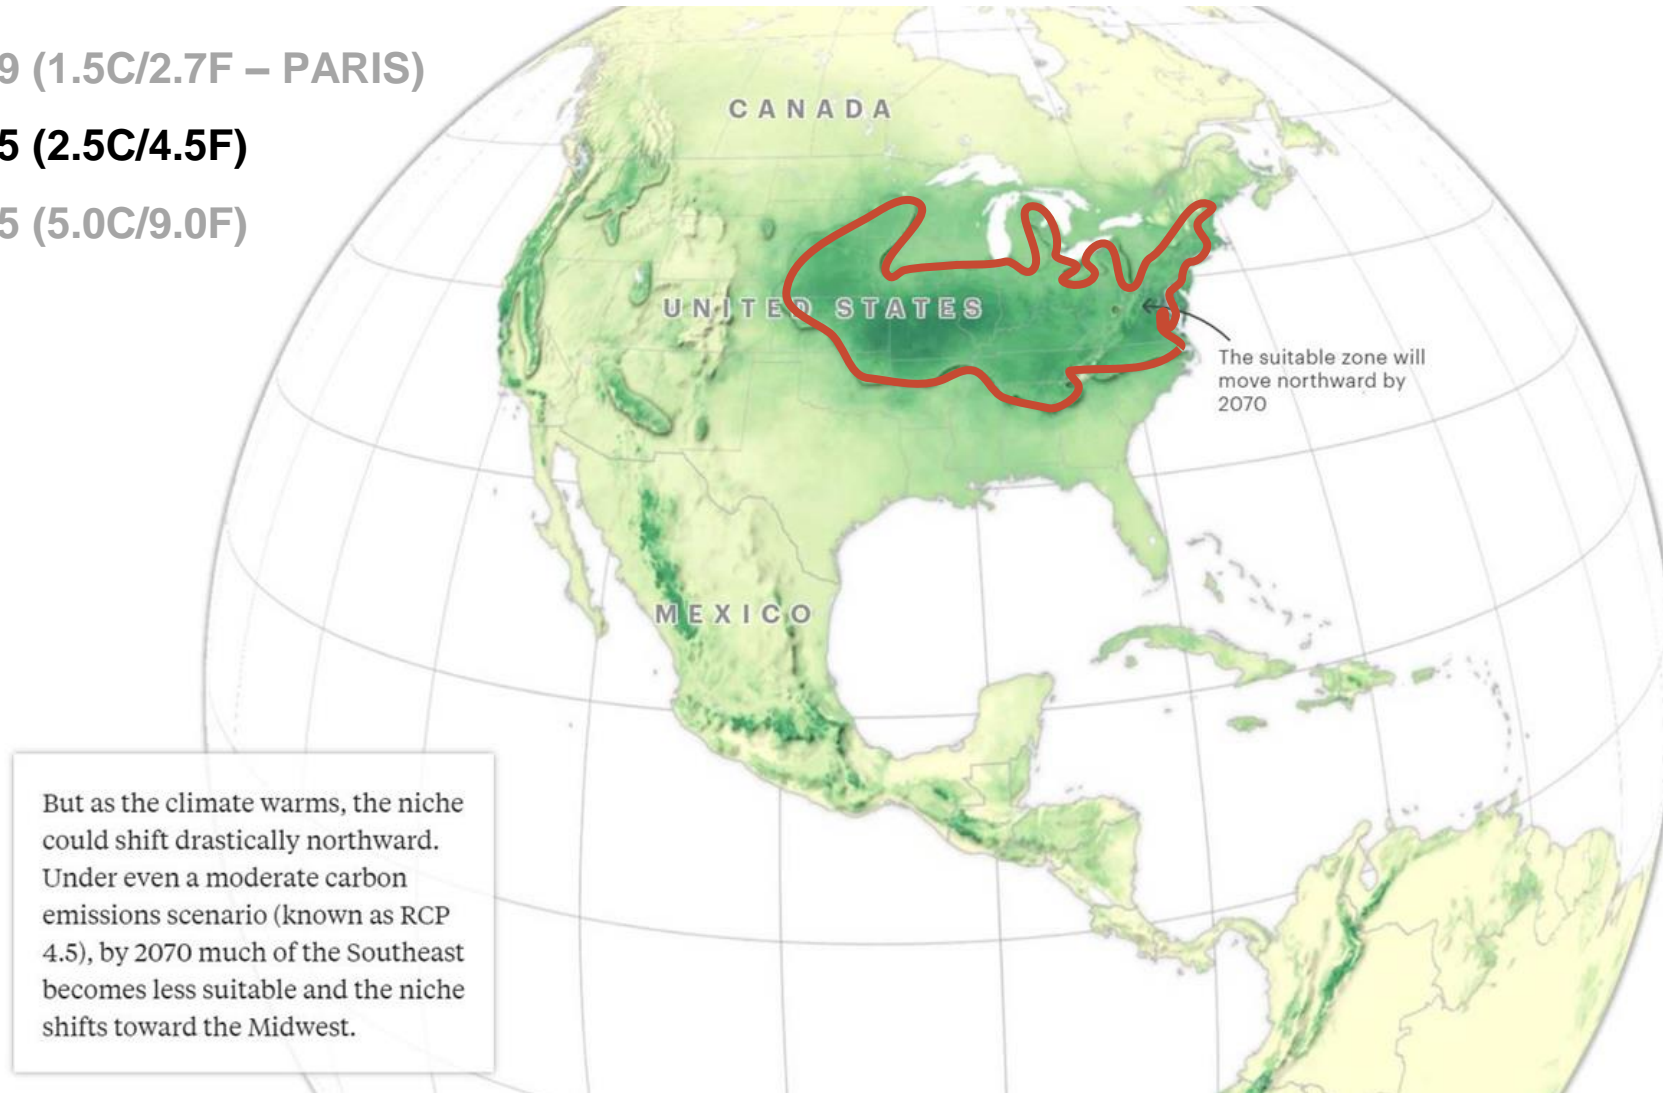 9 (1.5C/2.7F – PARIS)
5 (2.5C/4.5F)
5 (5.0C/9.0F)
CANADA
UNITED STATES
The suitable zone will
move northward by
2070
MEXICO
But as the climate warms, the niche
could shift drastically northward.
Under even a moderate carbon
emissions scenario (known as RCP
4.5), by 2070 much of the Southeast
becomes less suitable and the niche
shifts toward the Midwest.